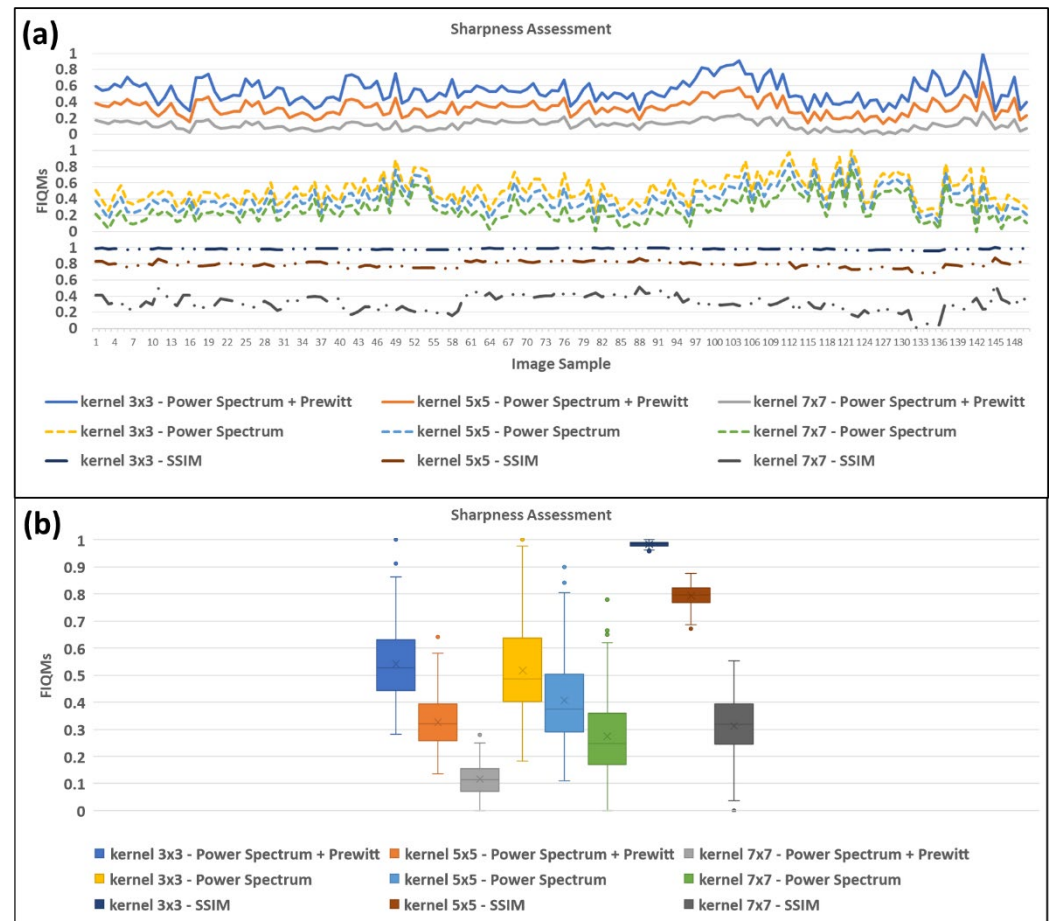 (a)
Sharpness Assessment
1
0.8
0.6
0.4
0.2
0
1
0.8
0.6
0.4
0.2
0
1
0.8
0.6
0.4
0.2
0
FIQMs
1 4 7 10 13 16 19 22 25 28 31 34 37 40 43 46 49 52 55 58 61 64 67 70 73 76 79 82 85 88 91 94 97 100 103 106 109 112 115 118 121 124 127 130 133 136 139 142 145 148
Image Sample
kernel 3x3 - Power Spectrum + Prewitt kernel 5x5 - Power Spectrum + Prewitt kernel 7x7 - Power Spectrum + Prewitt
kernel 3x3 - Power Spectrum kernel 5x5 - Power Spectrum kernel 7x7 - Power Spectrum
kernel 3x3 - SSIM kernel 5x5 - SSIM kernel 7x7 - SSIM
(b)
Sharpness Assessment
1
0.9
0.8
0.7
0.6
0.5
0.4
0.3
0.2
0.1
0
FIQMs
kernel 3x3 - Power Spectrum + Prewitt kernel 5x5 - Power Spectrum + Prewitt kernel 7x7 - Power Spectrum + Prewitt
kernel 3x3 - Power Spectrum kernel 5x5 - Power Spectrum kernel 7x7 - Power Spectrum
kernel 3x3 - SSIM kernel 5x5 - SSIM kernel 7x7 - SSIM